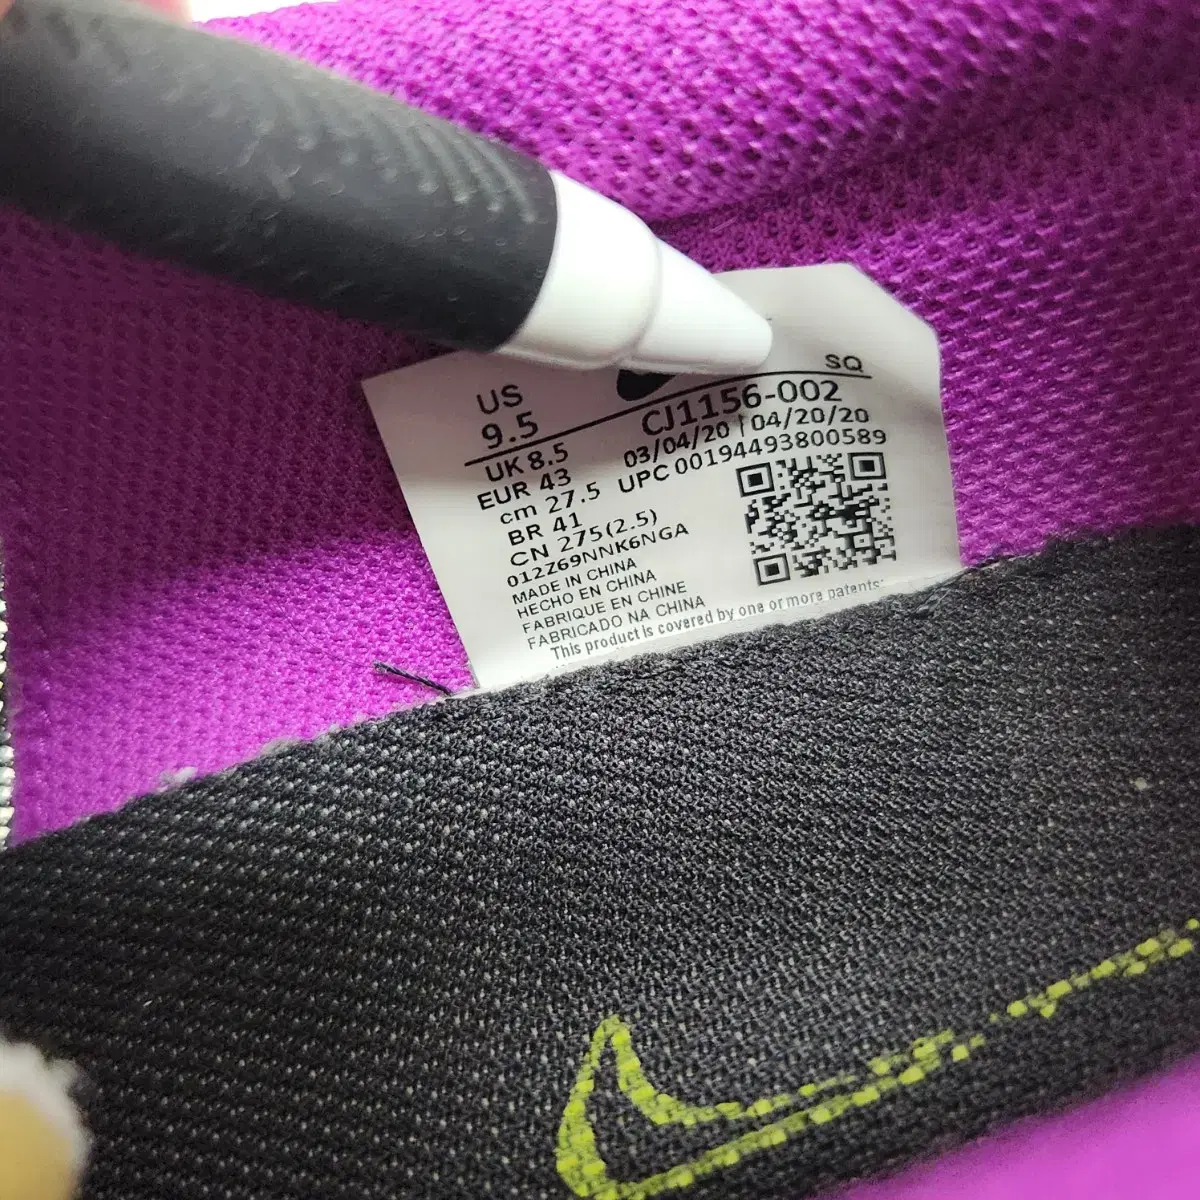 US
9.5
SQ
UK 8.5
CJ1156-002
EUR 43
03/04/20 | 04/20/20
cm 27.5
UPC 00194493800589
BR 41
CN 275(2.5)
012Z69NNK6NGA
MADE IN CHINA
HECHO EN CHINA
FABRIQUE EN CHINE
FABRICADO NA CHINA
This product is covered by one or more patents: